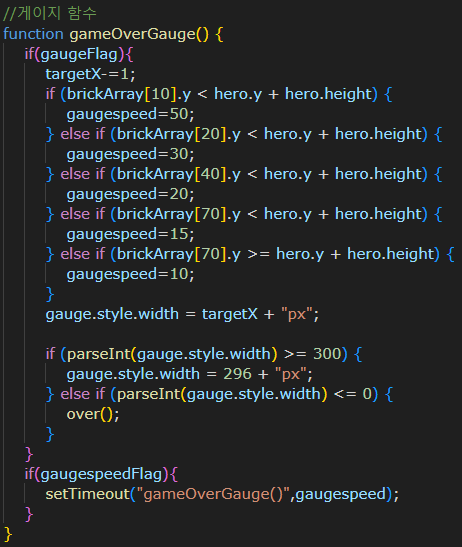 //게이지 함수
function gameOverGauge() {
if(gaugeFlag){
targetX-=1;
if (brickArray[10].y < hero.y + hero.height) {
gaugespeed=50;
} else if (brickArray[20].y < hero.y + hero.height) {
gaugespeed=30;
} else if (brickArray[40].y < hero.y + hero.height) {
gaugespeed=20;
} else if (brickArray[70].y < hero.y + hero.height) {
gaugespeed=15;
} else if (brickArray[70].y >= hero.y + hero.height) {
gaugespeed=10;
}
gauge.style.width = targetX + "px";
if (parseInt(gauge.style.width) >= 300) {
gauge.style.width = 296 + "px";
} else if (parseInt(gauge.style.width) <= 0) {
over();
}
}
if(gaugespeedFlag){
setTimeout("gameOverGauge()",gaugespeed);
}
}